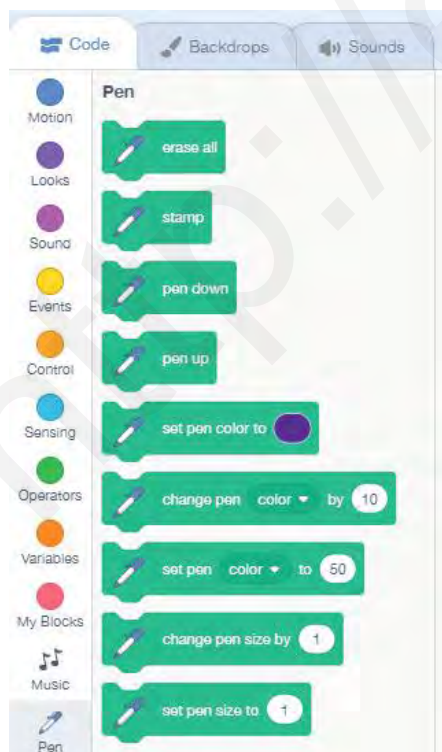 Code
Backdrops
Sounds
Motion
Looks
Sound
Events
Control
Sensing
Operators
Variables
My Blocks
Music
Pen
Pen
erase all
stamp
pen down
pen up
set pen color to
change pen color by 10
set pen color to 50
change pen size by 1
set pen size to 1